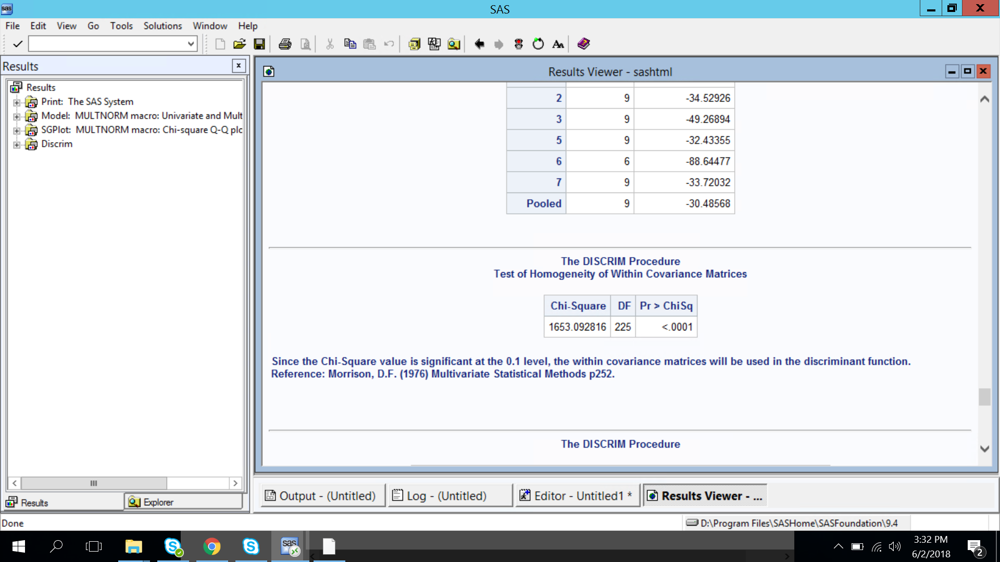 sas
SAS
File Edit View Go Tools Solutions Window Help
Results
Results Viewer - sashtml
Results
Print: The SAS System
Model: MULTNORM macro: Univariate and Mult
SGPlot: MULTNORM macro: Chi-square Q-Q plc
Discrim
2 9 -34.52926
3 9 -49.26894
5 9 -32.43355
6 6 -88.64477
7 9 -33.72032
Pooled 9 -30.48568
The DISCRIM Procedure
Test of Homogeneity of Within Covariance Matrices
Chi-Square DF Pr > ChiSq
1653.092816 225 <.0001
Since the Chi-Square value is significant at the 0.1 level, the within covariance matrices will be used in the discriminant function.
Reference: Morrison, D.F. (1976) Multivariate Statistical Methods p252.
The DISCRIM Procedure
Results Explorer
Output - (Untitled) Log - (Untitled) Editor - Untitled1 * Results Viewer - ...
Done D:\Program Files\SASHome\SASFoundation\9.4
sas
3:32 PM
6/2/2018
2